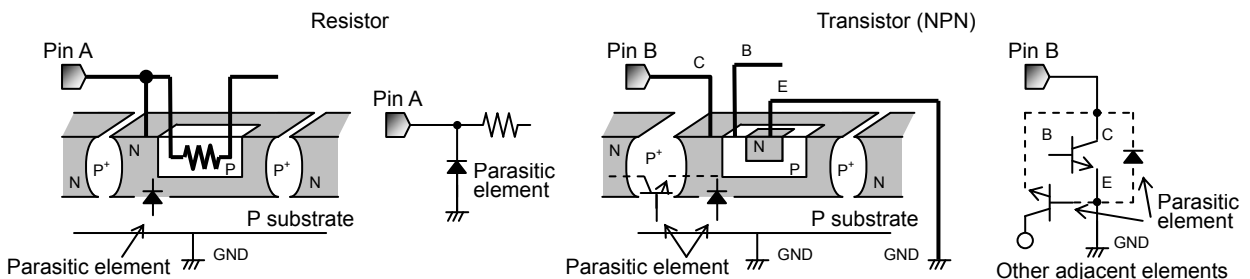 Resistor
Transistor (NPN)
Pin A
N
P+
N
P
P+
N
P substrate
Parasitic element
GND
Pin A
Parasitic
element
Pin B
C
B
E
N
P+
N
P
P+
N
N
P substrate
Parasitic element
GND
GND
Pin B
B
C
E
Parasitic
element
GND
Other adjacent elements